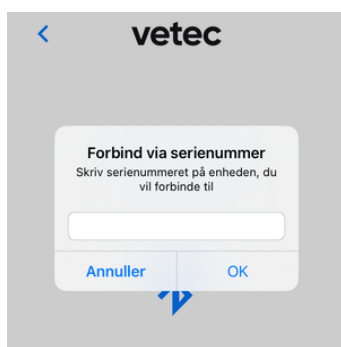 vetec
Forbind via serienummer
Skriv serienummeret på enheden, du
vil forbinde til
Annuller
OK